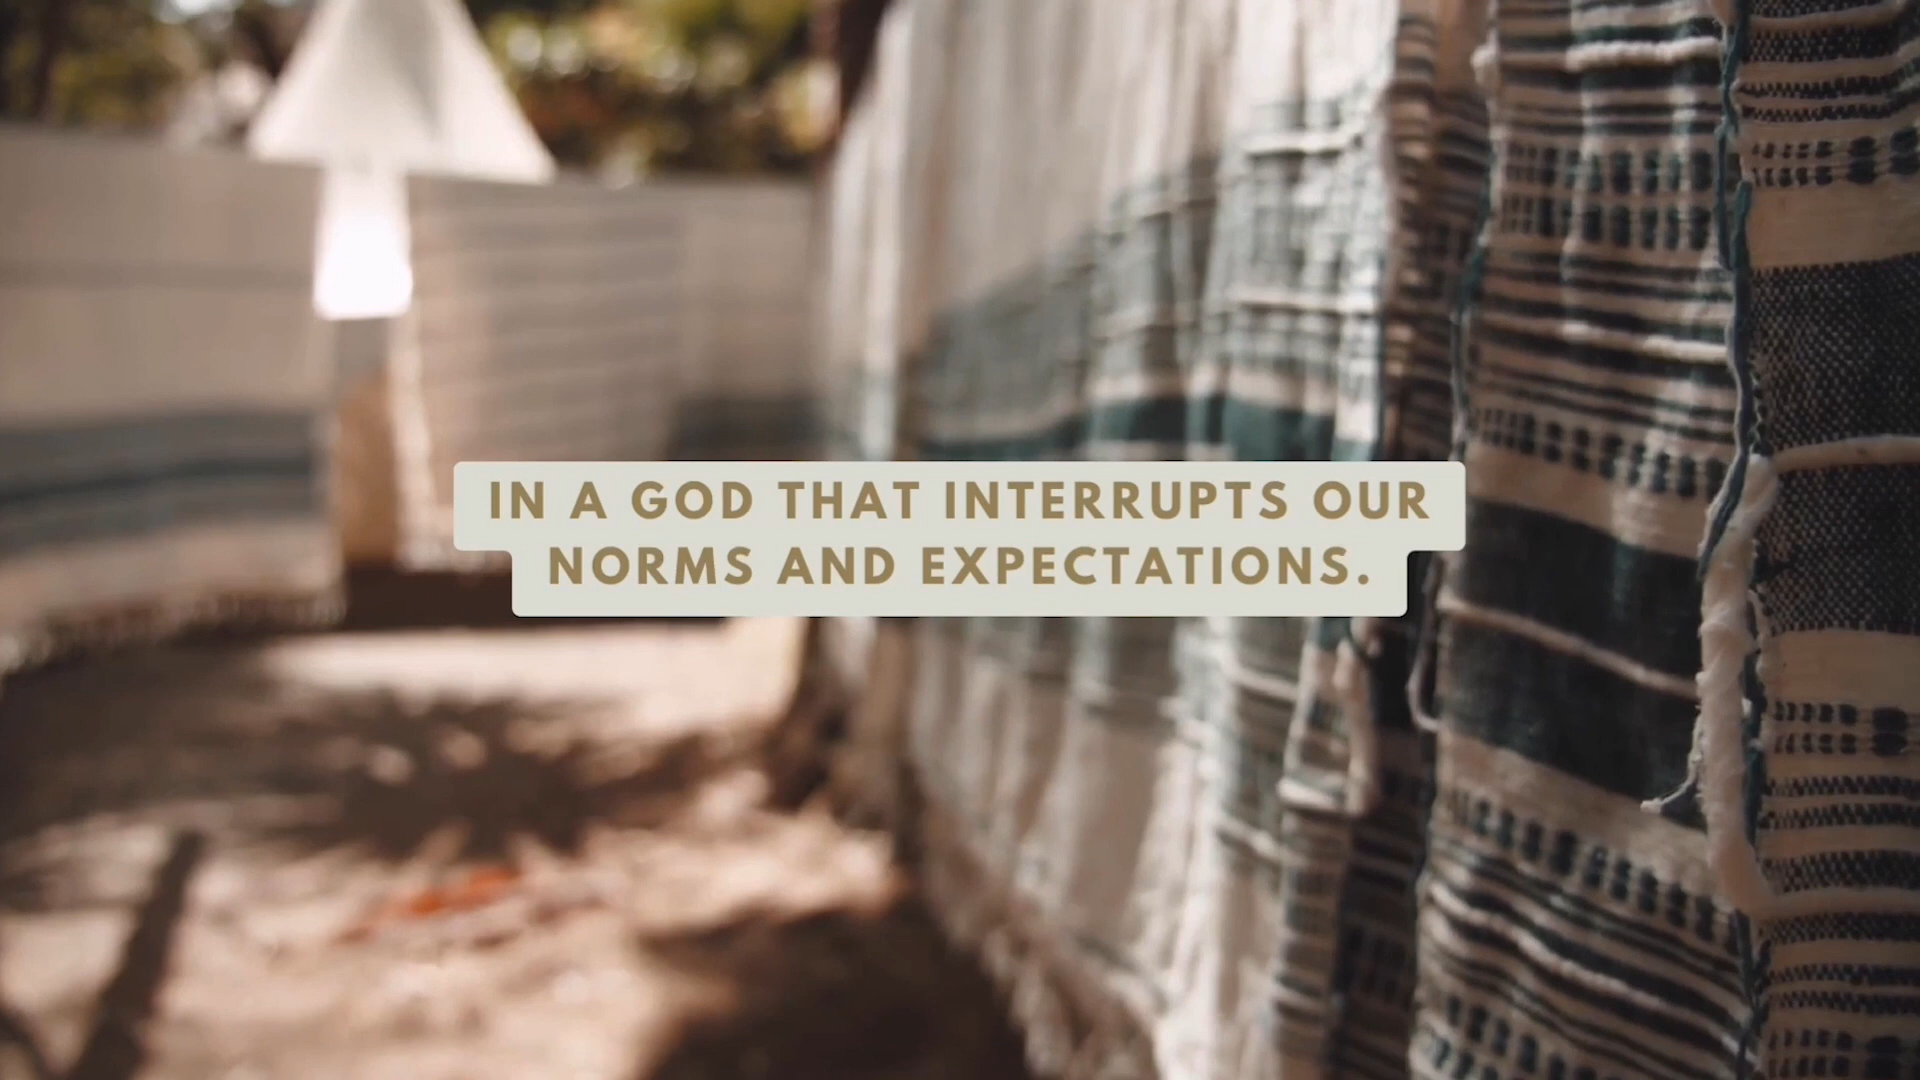 IN A GOD THAT INTERRUPTS OUR
NORMS AND EXPECTATIONS.